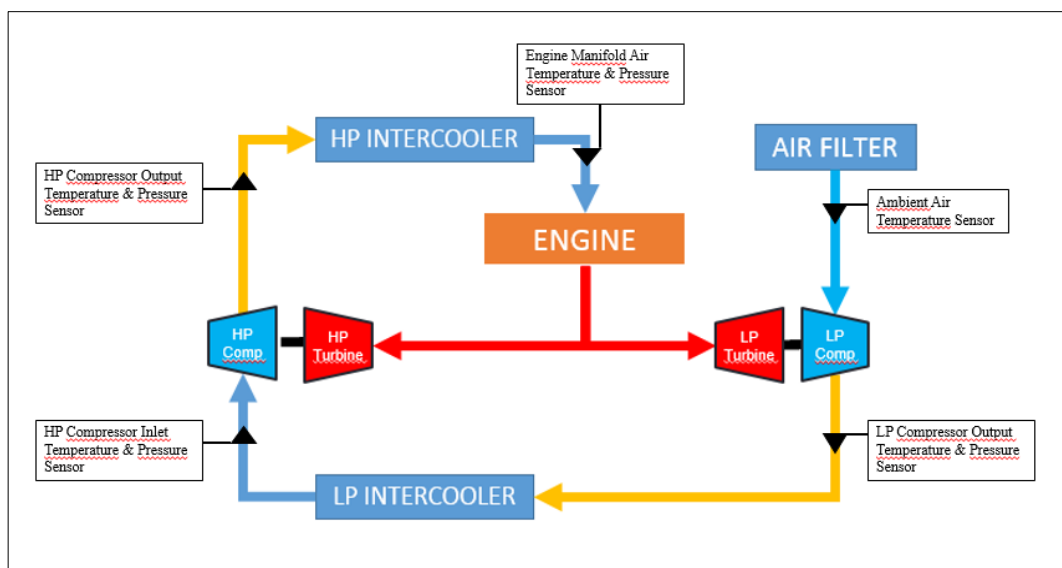 Engine Manifold Air
Temperature & Pressure
Sensor
HP INTERCOOLER
AIR FILTER
HP Compressor Output
Temperature & Pressure
Sensor
Ambient Air
Temperature Sensor
ENGINE
HP
Comp
HP
Turbine
LP
Turbine
LP
Comp
HP Compressor Inlet
Temperature & Pressure
Sensor
LP Compressor Output
Temperature & Pressure
Sensor
LP INTERCOOLER